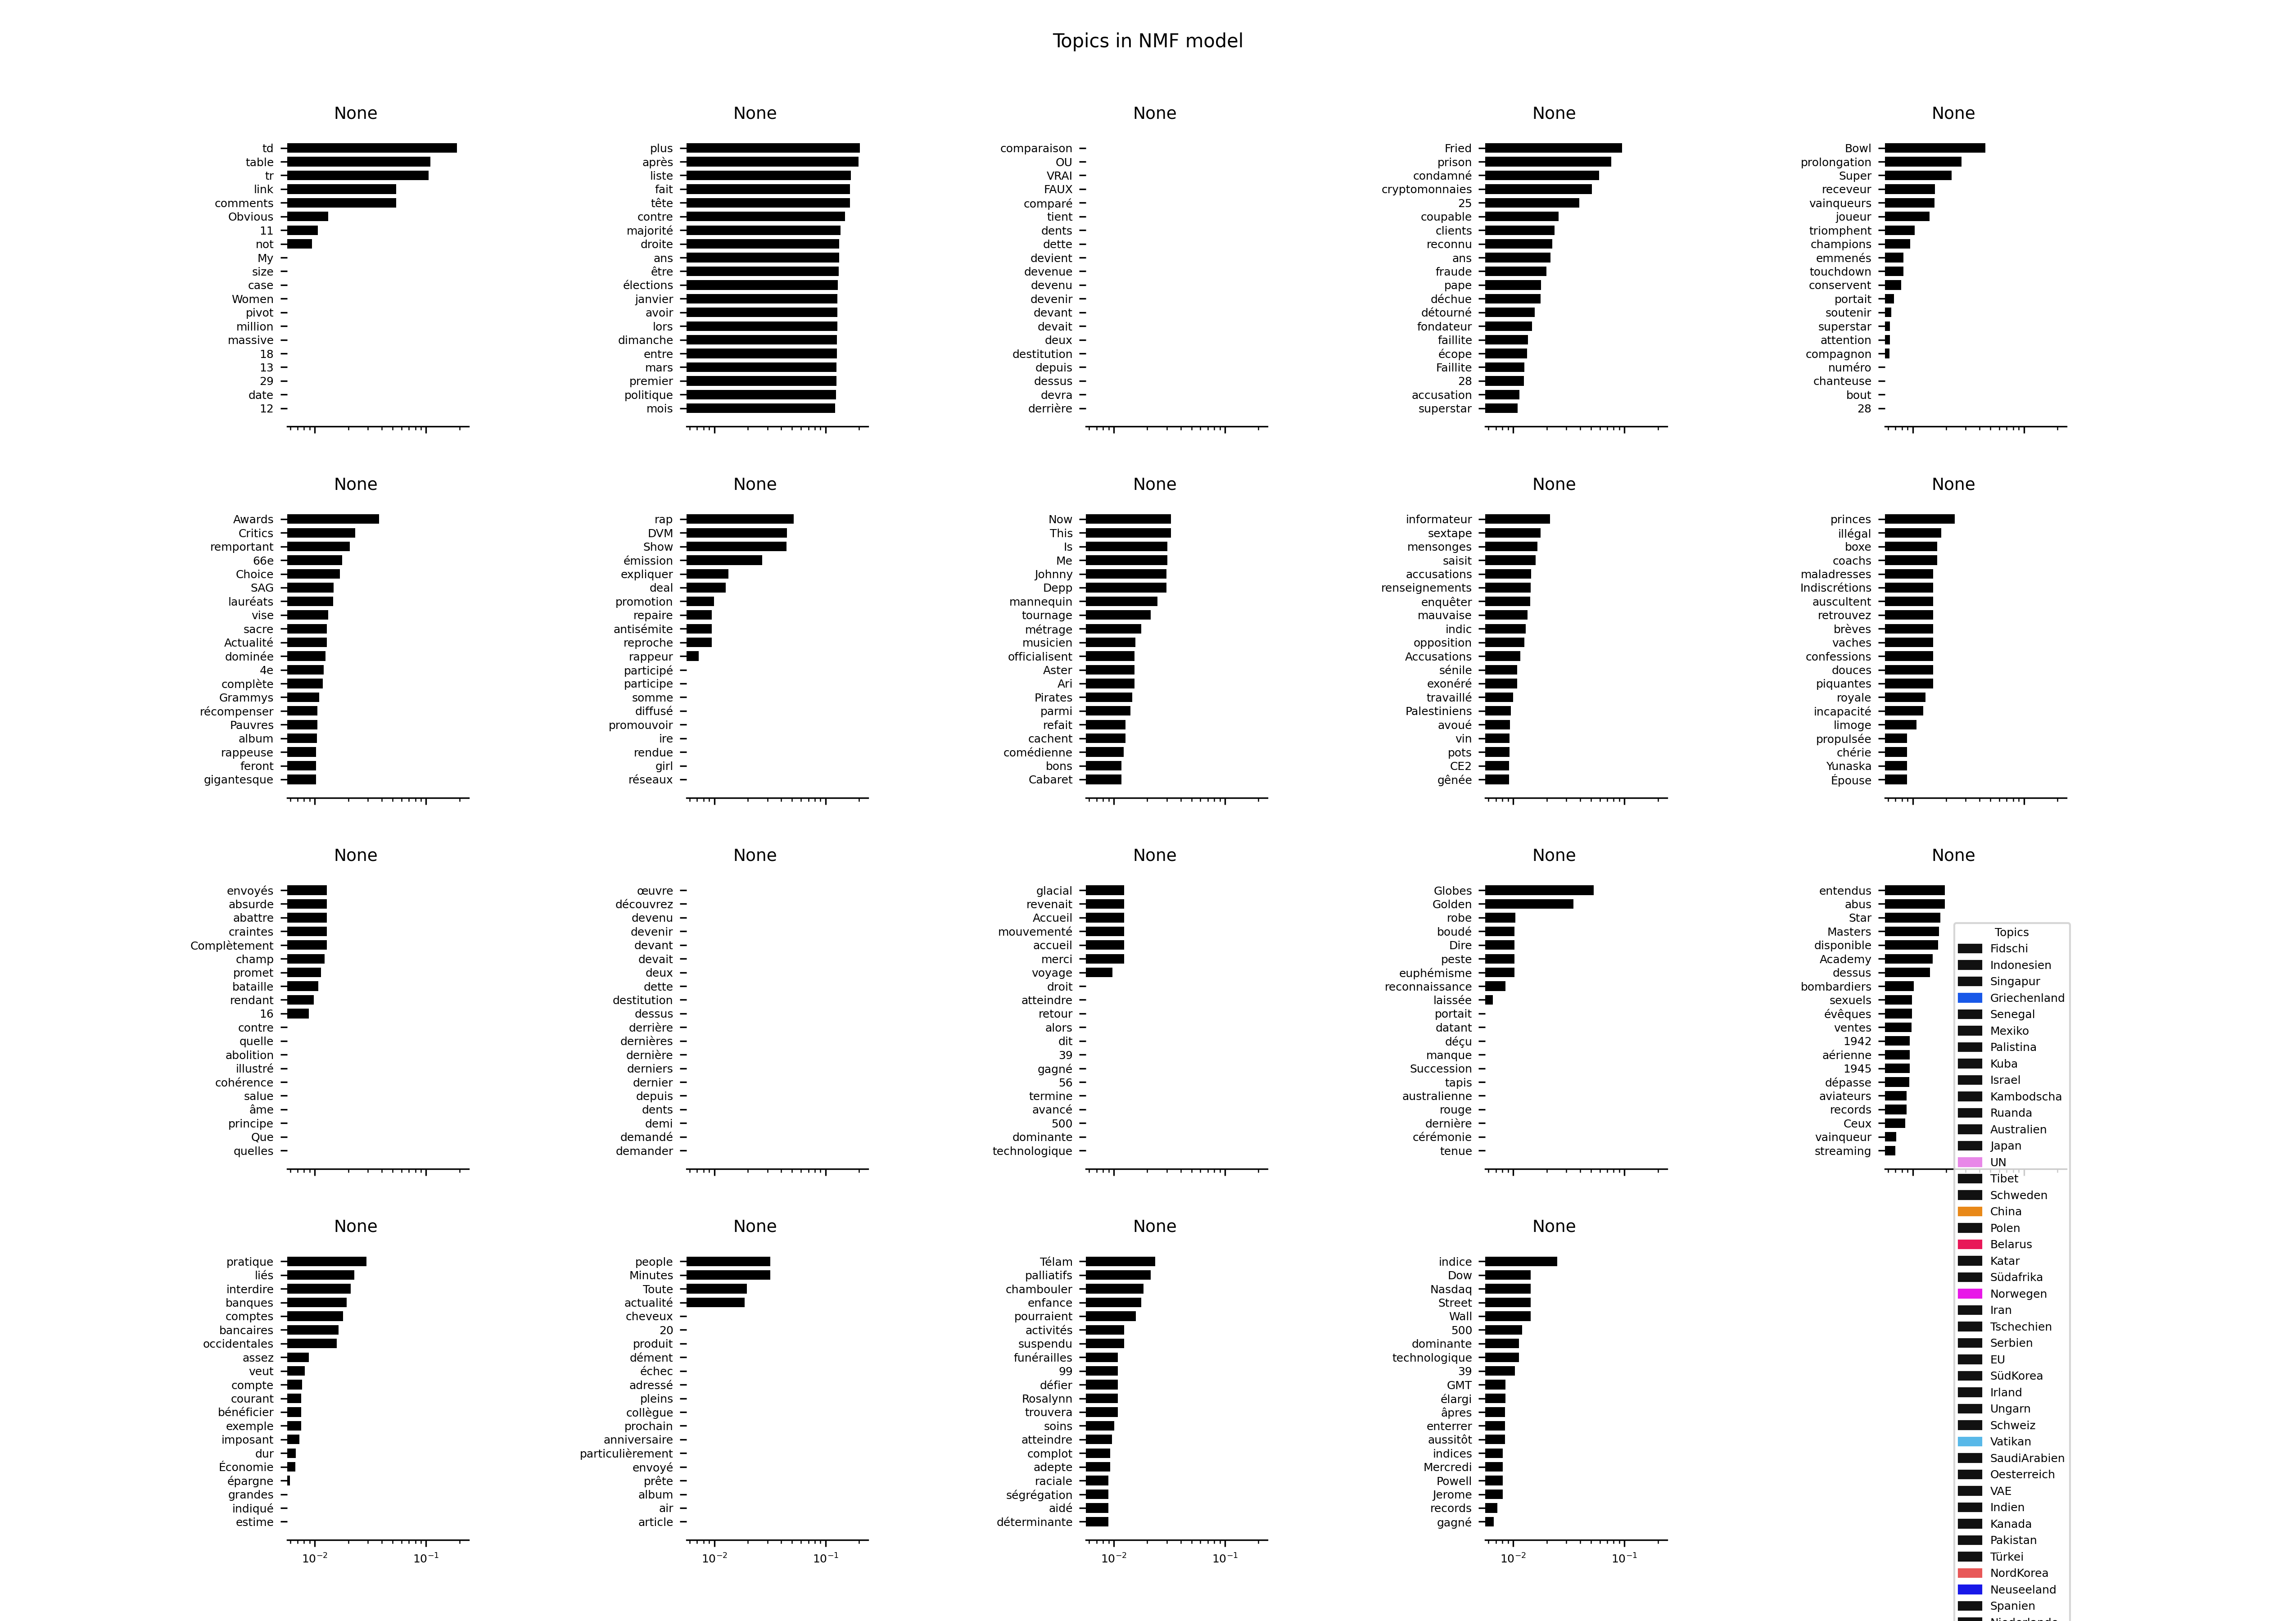 Topics in NMF model
None
td
table
tr
link
comments
Obvious
11
not
My
size
case
Women
pivot
million
massive
18
13
29
date
12
None
plus
après
liste
fait
tête
contre
majorité
droite
ans
être
élections
janvier
avoir
lors
dimanche
entre
mars
premier
politique
mois
None
comparaison
OU
VRAI
FAUX
comparé
tient
dents
dette
devient
devenue
devenu
devenir
devant
devait
deux
destitution
depuis
dessus
devra
derrière
None
Fried
prison
condamné
cryptomonnaies
25
coupable
clients
reconnu
ans
fraude
pape
déchue
détourné
fondateur
faillite
écope
Faillite
28
accusation
superstar
None
Bowl
prolongation
Super
receveur
vainqueurs
joueur
triomphent
champions
emmenés
touchdown
conservent
portait
soutenir
superstar
attention
compagnon
numéro
chanteuse
bout
28
None
Awards
Critics
remportant
66e
Choice
SAG
lauréats
vise
sacre
Actualité
dominée
4e
complète
Grammys
récompenser
Pauvres
album
rappeuse
feront
gigantesque
None
rap
DVM
Show
émission
expliquer
deal
promotion
repaire
antisémite
reproche
rappeur
participé
participe
somme
diffusé
promouvoir
ire
rendue
girl
réseaux
None
Now
This
Is
Me
Johnny
Depp
mannequin
tournage
métrage
musicien
officialisent
Aster
Ari
Pirates
parmi
refait
cachent
comédienne
bons
Cabaret
None
informateur
sextape
mensonges
saisit
accusations
renseignements
enquêter
mauvaise
indic
opposition
Accusations
sénile
exonéré
travaillé
Palestiniens
avoué
vin
pots
CE2
gênée
None
princes
illégal
boxe
coachs
maladresses
Indiscrétions
auscultent
retrouvez
brèves
vaches
confessions
douces
piquantes
royale
incapacité
limoge
propulsée
chérie
Yunaska
Épouse
None
envoyés
absurde
abattre
craintes
Complètement
champ
promet
bataille
rendant
16
contre
quelle
abolition
illustré
cohérence
salue
âme
principe
Que
quelles
None
œuvre
découvrez
devenu
devenir
devant
devait
deux
dette
destitution
dessus
derrière
dernières
dernière
derniers
dernier
depuis
dents
demi
demandé
demander
None
glacial
revenait
Accueil
mouvementé
accueil
merci
voyage
droit
atteindre
retour
alors
dit
39
gagné
56
termine
avancé
500
dominante
technologique
None
Globes
Golden
robe
boudé
Dire
peste
euphémisme
reconnaissance
laissée
portait
datant
déçu
manque
Succession
tapis
australienne
rouge
dernière
cérémonie
tenue
None
entendus
abus
Star
Masters
disponible
Academy
dessus
bombardiers
sexuels
évêques
ventes
1942
aérienne
1945
dépasse
aviateurs
records
Ceux
vainqueur
streaming
None
pratique
liés
interdire
banques
comptes
bancaires
occidentales
assez
veut
compte
courant
bénéficier
exemple
imposant
dur
Économie
épargne
grandes
indiqué
estime
10⁻² 10⁻¹
None
people
Minutes
Toute
actualité
cheveux
20
produit
dément
échec
adressé
pleins
collègue
prochain
anniversaire
particulièrement
envoyé
prête
album
air
article
10⁻² 10⁻¹
None
Télam
palliatifs
chambouler
enfance
pourraient
activités
suspendu
funérailles
99
défier
Rosalynn
trouvera
soins
atteindre
complot
adepte
raciale
ségrégation
aidé
déterminante
10⁻² 10⁻¹
None
indice
Dow
Nasdaq
Street
Wall
500
dominante
technologique
39
GMT
élargi
âpres
enterrer
aussitôt
indices
Mercredi
Powell
Jerome
records
gagné
10⁻² 10⁻¹
Topics
Fidschi
Indonesien
Singapur
Griechenland
Senegal
Mexiko
Palistina
Kuba
Israel
Kambodscha
Ruanda
Australien
Japan
UN
Tibet
Schweden
China
Polen
Belarus
Katar
Südafrika
Norwegen
Iran
Tschechien
Serbien
EU
SüdKorea
Irland
Ungarn
Schweiz
Vatikan
SaudiArabien
Oesterreich
VAE
Indien
Kanada
Pakistan
Türkei
NordKorea
Neuseeland
Spanien